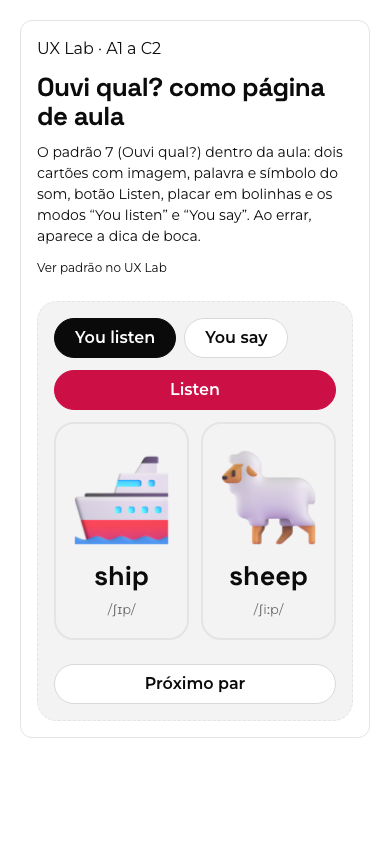 UX Lab · A1 a C2
Ouvi qual? como página
de aula
O padrão 7 (Ouvi qual?) dentro da aula: dois
cartões com imagem, palavra e símbolo do
som, botão Listen, placar em bolinhas e os
modos “You listen” e “You say”. Ao errar,
aparece a dica de boca.
Ver padrão no UX Lab
You listen You say
Listen
ship sheep
/ʃɪp/ /ʃiːp/
Próximo par